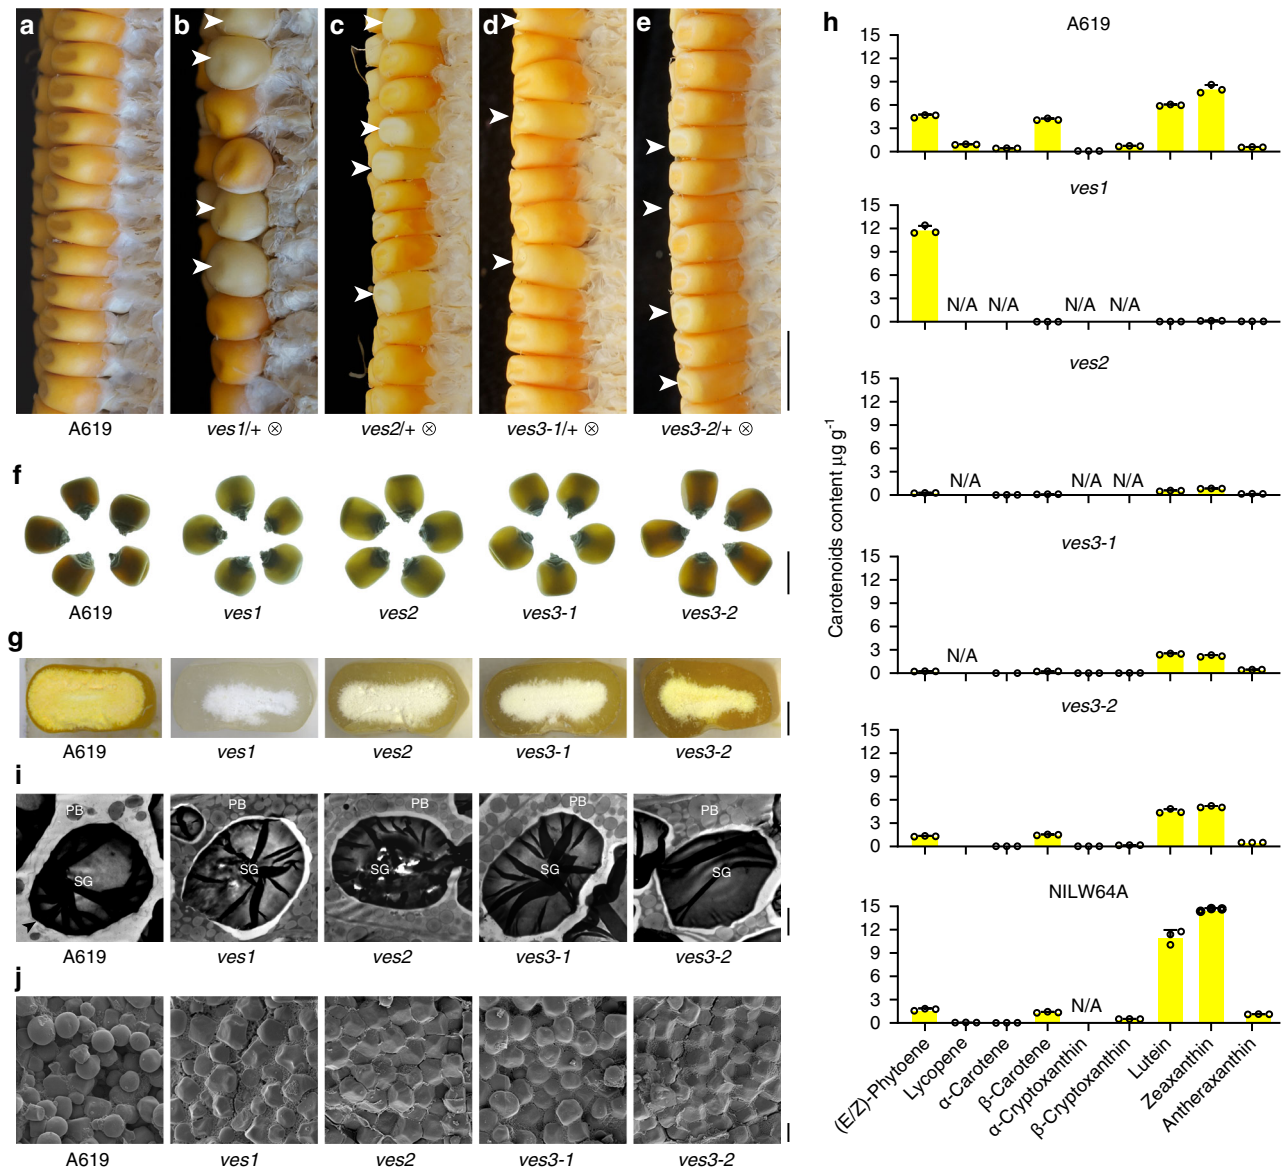 a
b
c
d
e
A619
ves1/+ ⊗
ves2/+ ⊗
ves3-1/+ ⊗
ves3-2/+ ⊗
f
A619
ves1
ves2
ves3-1
ves3-2
g
A619
ves1
ves2
ves3-1
ves3-2
i
PB
SG
PB
SG
PB
SG
PB
SG
PB
SG
A619
ves1
ves2
ves3-1
ves3-2
j
A619
ves1
ves2
ves3-1
ves3-2
h
Carotenoids content μg g-1
A619
15
12
9
6
3
0
ves1
15
12
9
6
3
0
N/A N/A N/A N/A
ves2
15
12
9
6
3
0
N/A N/A N/A
ves3-1
15
12
9
6
3
0
N/A
ves3-2
15
12
9
6
3
0
NILW64A
15
12
9
6
3
0
N/A
(E/Z)-Phytoene
Lycopene
α-Carotene
β-Carotene
α-Cryptoxanthin
β-Cryptoxanthin
Lutein
Zeaxanthin
Antheraxanthin